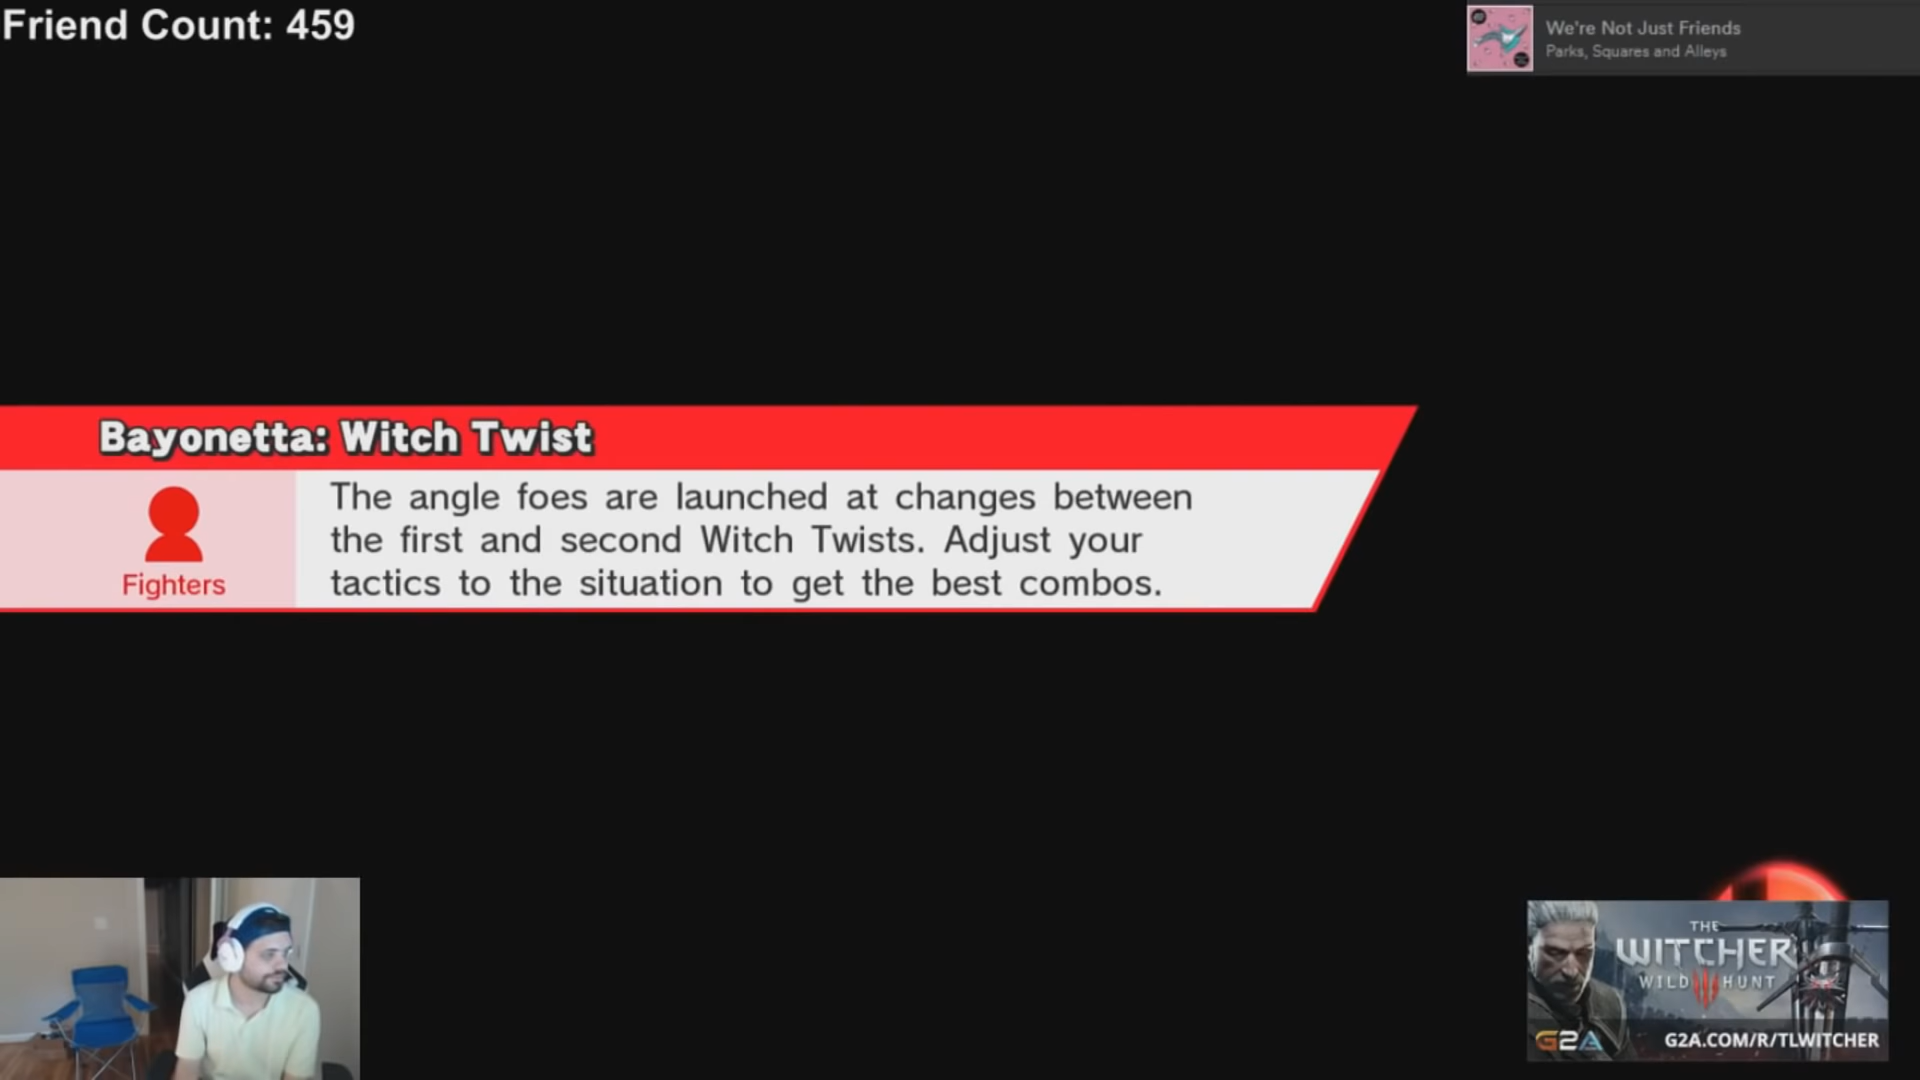 Friend Count: 459
We're Not Just Friends
Parks, Squares and Alleys
Bayonetta: Witch Twist
The angle foes are launched at changes between
the first and second Witch Twists. Adjust your
tactics to the situation to get the best combos.
Fighters
THE
WITCHER
WILD HUNT
G2A
G2A.COM/R/TLWITCHER